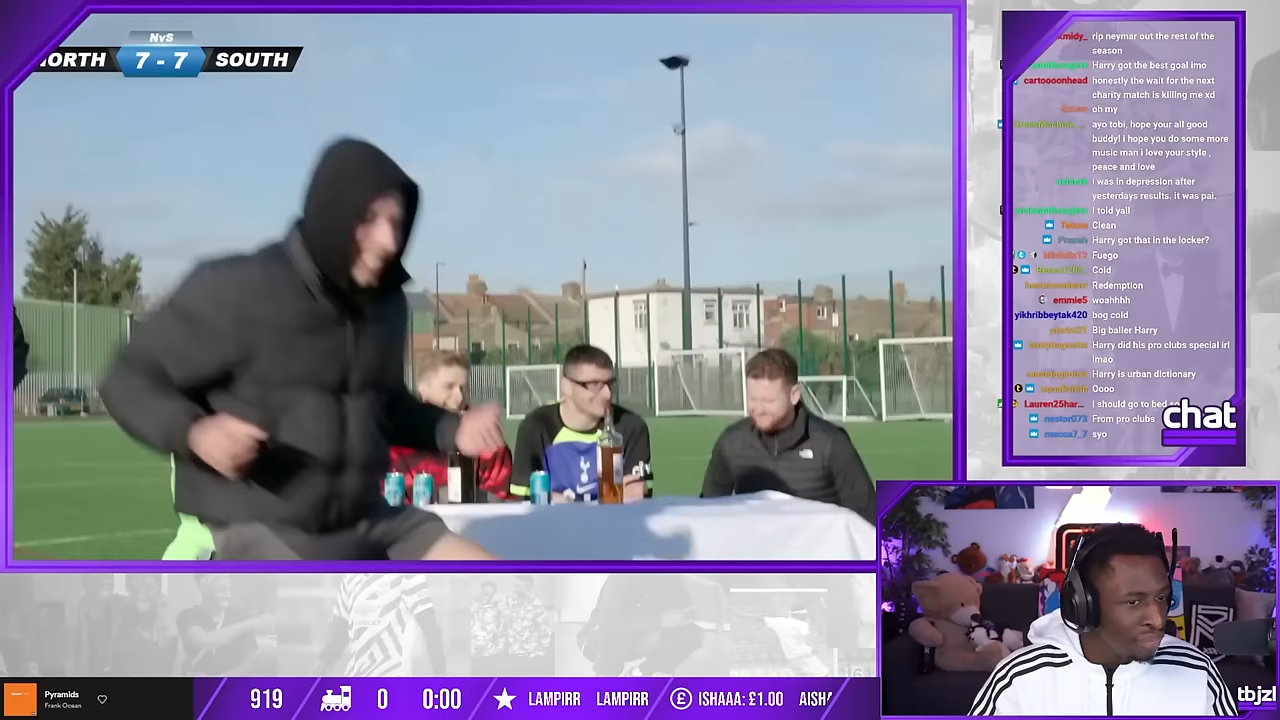 NvS
ORTH 7 - 7 SOUTH
rip neymar out the rest of the
season
Harry got the best goal imo
cartoooonhead honestly the wait for the next
charity match is killing me xd
oh my
ayo tobi, hope your all good
buddy! i hope you do some more
music man i love your style ,
peace and love
I was in depression after
yesterdays results. it was pai.
I told yall
Clean
Harry got that in the locker?
Fuego
Cold
Redemption
emmie5 woahhhh
yikhribbeytak420 bog cold
Big baller Harry
Harry did his pro clubs special irl
lmao
Harry is urban dictionary
Oooo
Lauren25har... I should go to bed
nestor073 From pro clubs
macca7_7 syo
chat
tbjzl
Pyramids
Frank Ocean
919 0 0:00 LAMPIRR LAMPIRR £ ISHAAA: £1.00 AISHA